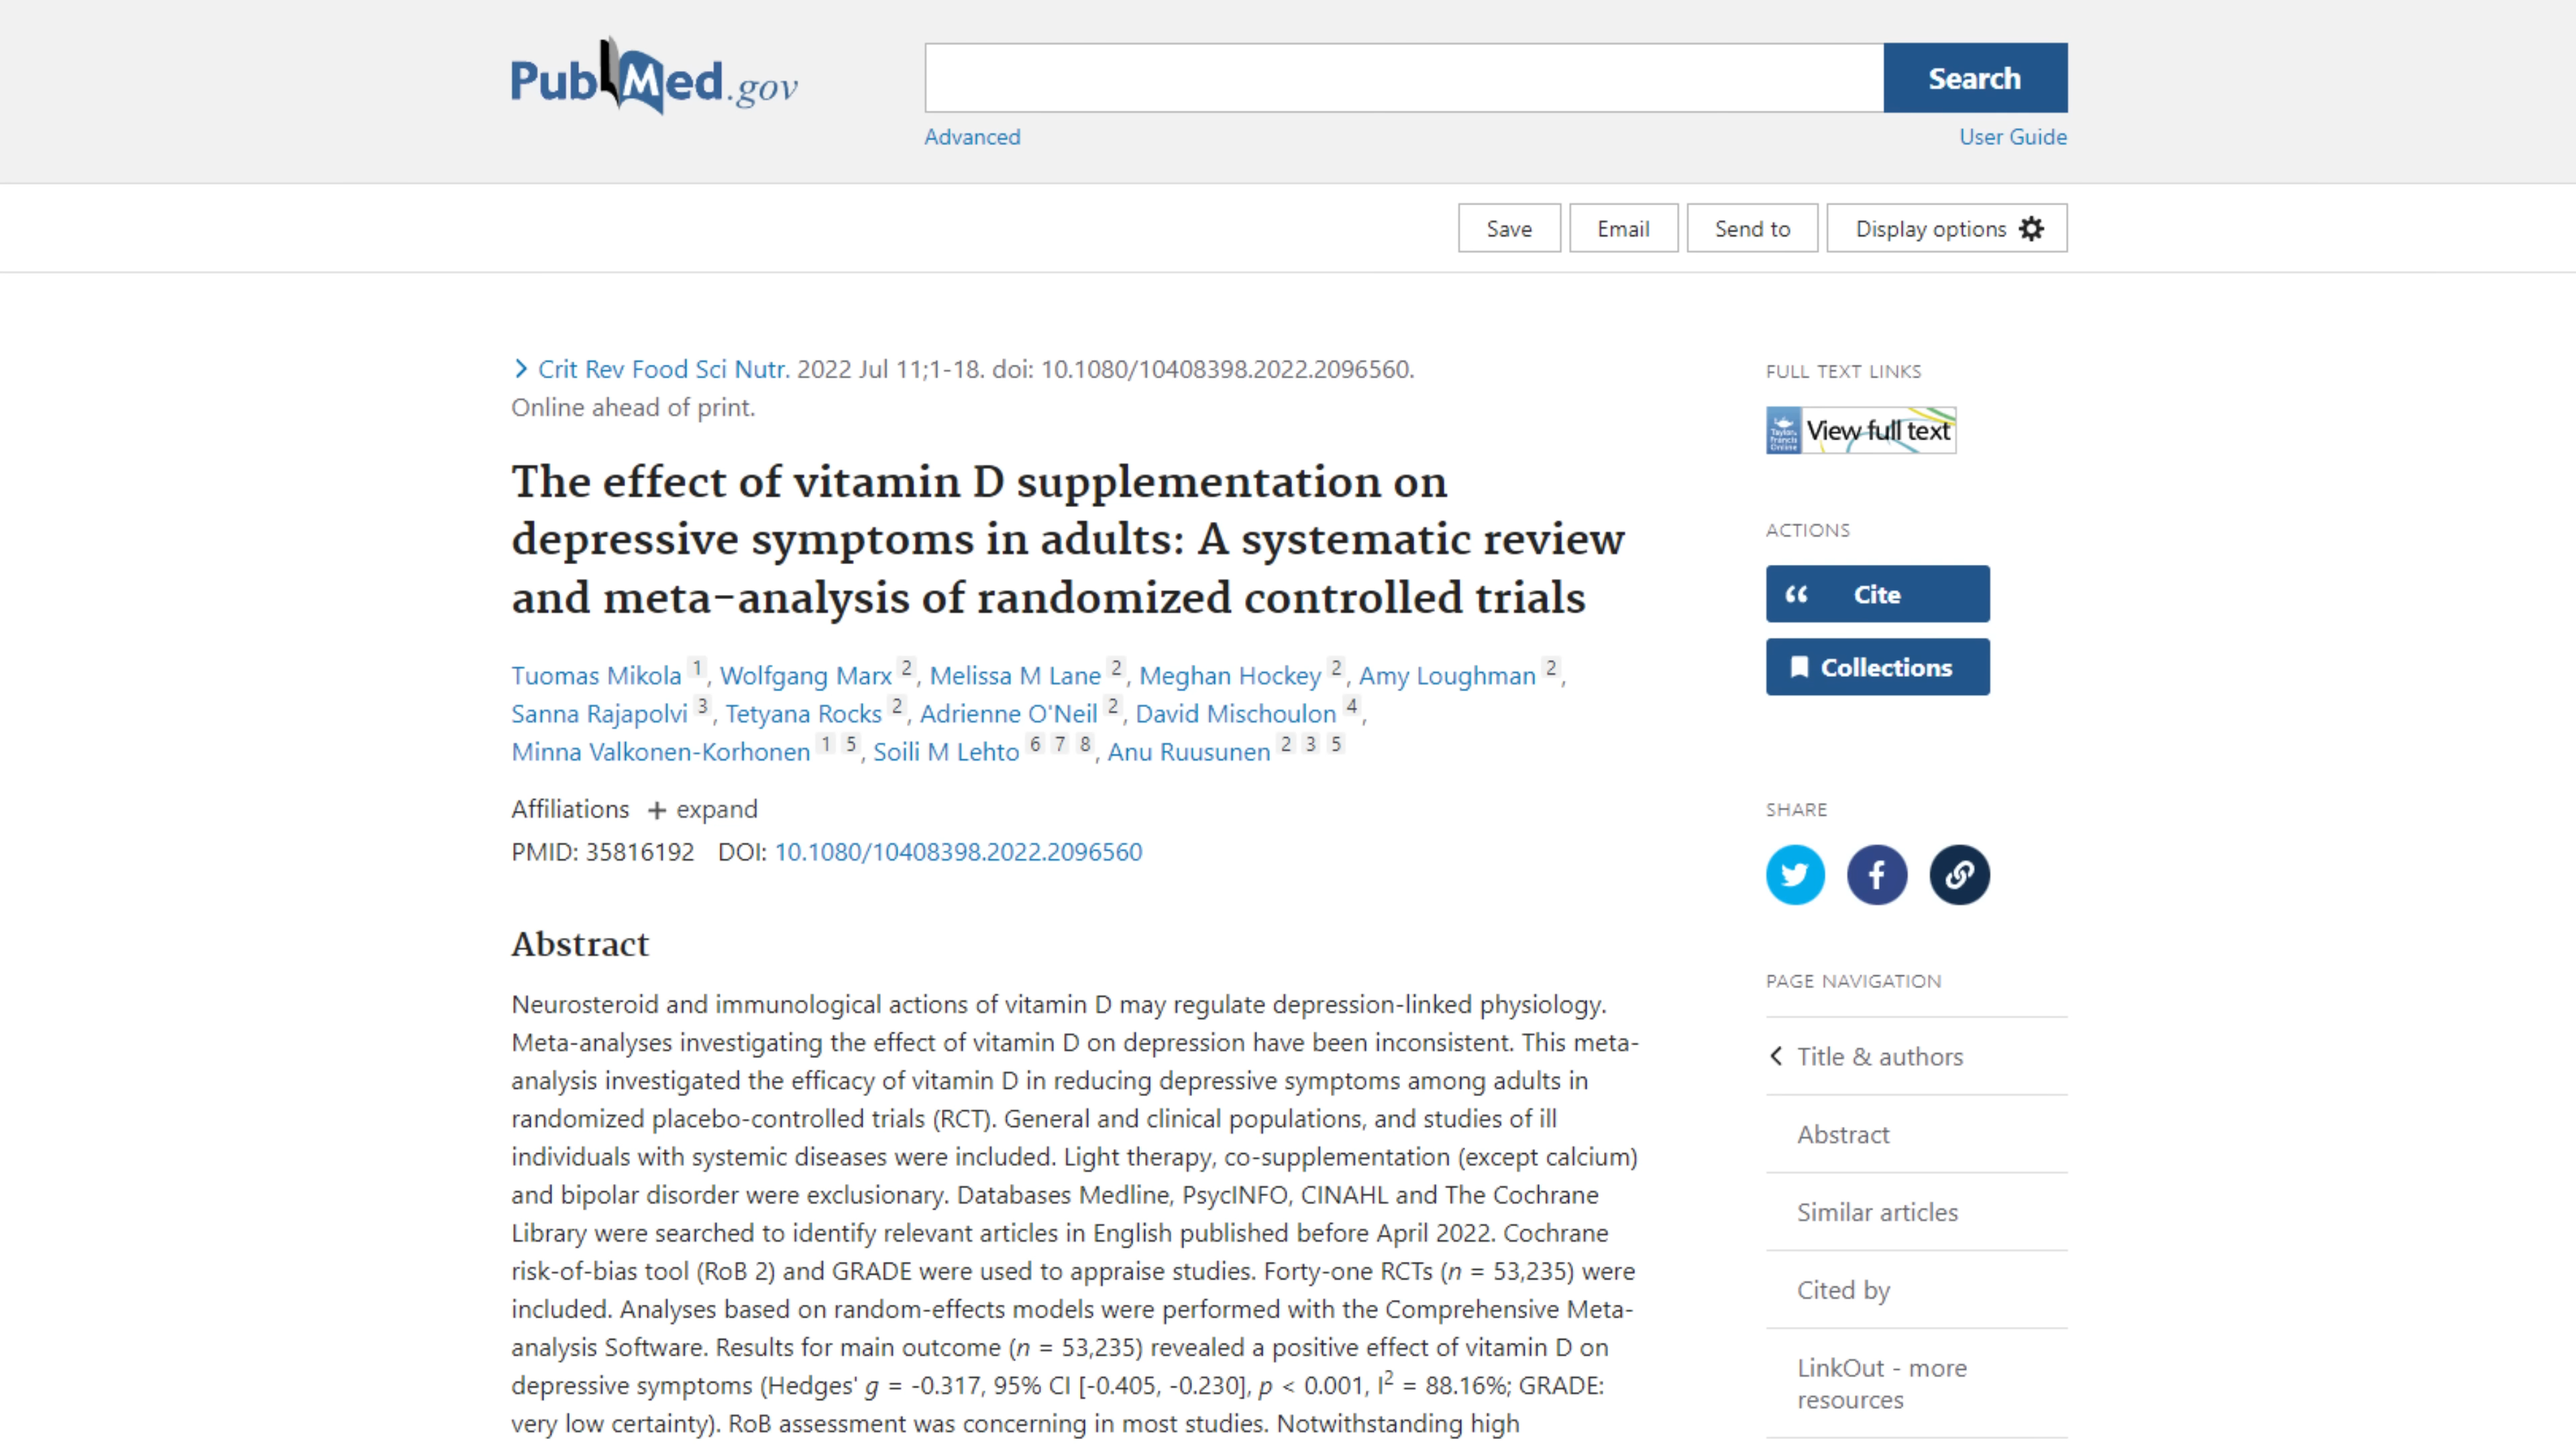 PubMed.gov
Search
Advanced
User Guide
Save
Email
Send to
Display options
Crit Rev Food Sci Nutr. 2022 Jul 11;1-18. doi: 10.1080/10408398.2022.2096560.
Online ahead of print.
The effect of vitamin D supplementation on
depressive symptoms in adults: A systematic review
and meta-analysis of randomized controlled trials
Tuomas Mikola 1, Wolfgang Marx 2, Melissa M Lane 2, Meghan Hockey 2, Amy Loughman 2,
Sanna Rajapolvi 3, Tetyana Rocks 2, Adrienne O'Neil 2, David Mischoulon 4,
Minna Valkonen-Korhonen 1 5, Soili M Lehto 6 7 8, Anu Ruusunen 2 3 5
Affiliations + expand
PMID: 35816192 DOI: 10.1080/10408398.2022.2096560
Abstract
Neurosteroid and immunological actions of vitamin D may regulate depression-linked physiology.
Meta-analyses investigating the effect of vitamin D on depression have been inconsistent. This meta-
analysis investigated the efficacy of vitamin D in reducing depressive symptoms among adults in
randomized placebo-controlled trials (RCT). General and clinical populations, and studies of ill
individuals with systemic diseases were included. Light therapy, co-supplementation (except calcium)
and bipolar disorder were exclusionary. Databases Medline, PsycINFO, CINAHL and The Cochrane
Library were searched to identify relevant articles in English published before April 2022. Cochrane
risk-of-bias tool (RoB 2) and GRADE were used to appraise studies. Forty-one RCTs (n = 53,235) were
included. Analyses based on random-effects models were performed with the Comprehensive Meta-
analysis Software. Results for main outcome (n = 53,235) revealed a positive effect of vitamin D on
depressive symptoms (Hedges' g = -0.317, 95% CI [-0.405, -0.230], p < 0.001, I² = 88.16%; GRADE:
very low certainty). RoB assessment was concerning in most studies. Notwithstanding high
FULL TEXT LINKS
Taylor & Francis Online
View full text
ACTIONS
Cite
Collections
SHARE
PAGE NAVIGATION
Title & authors
Abstract
Similar articles
Cited by
LinkOut - more
resources